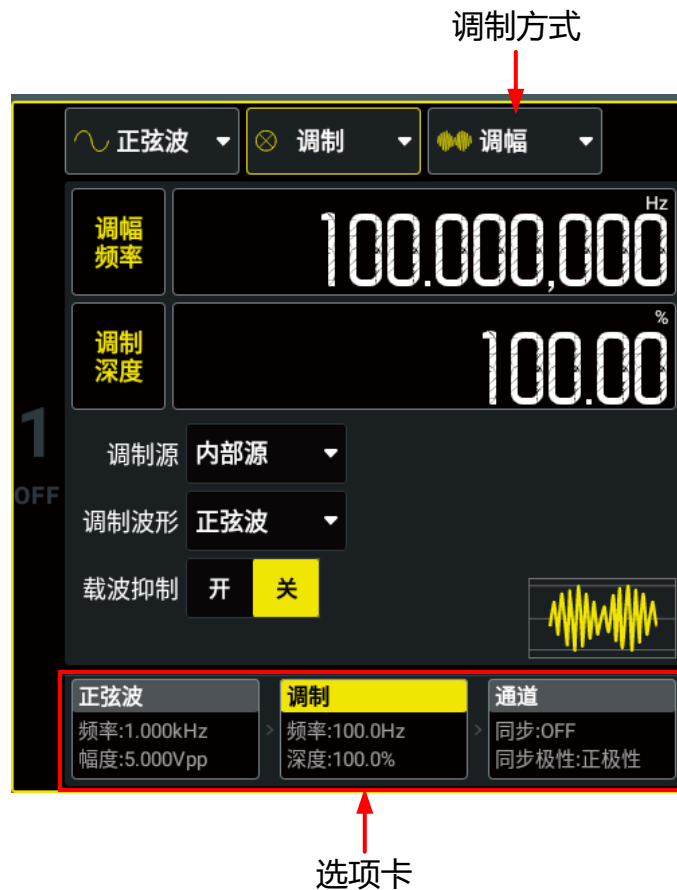 调制方式
正弦波 调制 调幅
Hz
调幅
频率
100.000,000
%
调制
深度
100.00
1
OFF
调制源 内部源
调制波形 正弦波
载波抑制 开 关
正弦波 调制 通道
频率:1.000kHz > 频率:100.0Hz > 同步:OFF
幅度:5.000Vpp 深度:100.0% 同步极性:正极性
选项卡